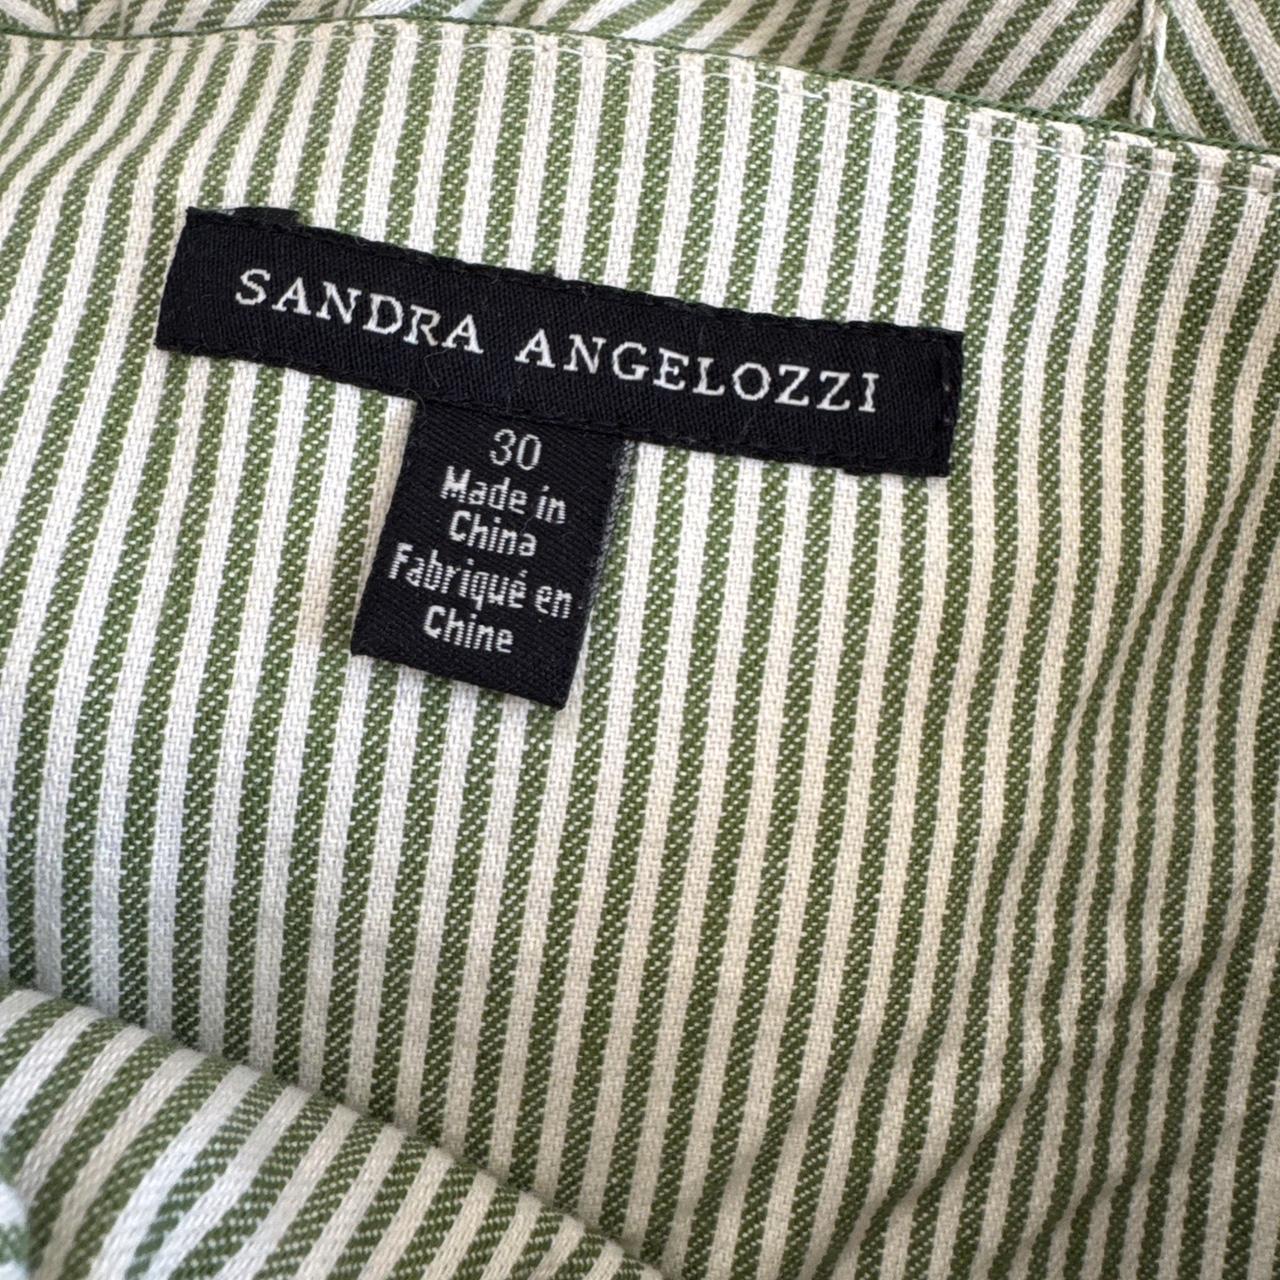 SANDRA ANGELOZZI
30
Made in
China
Fabriqué en
Chine